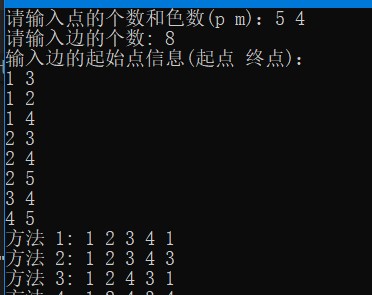 请输入点的个数和色数(p m): 5 4
请输入边的个数: 8
输入边的起始点信息(起点 终点):
1 3
1 2
1 4
2 3
2 4
2 5
3 4
4 5
方法 1: 1 2 3 4 1
方法 2: 1 2 3 4 3
方法 3: 1 2 4 3 1